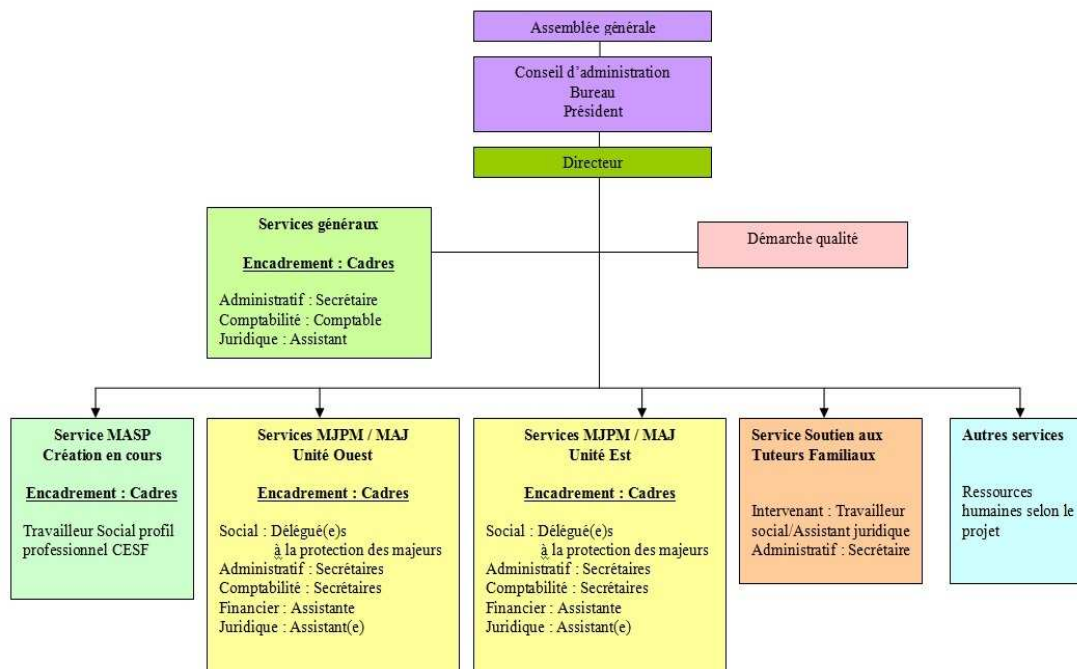 Assemblée générale
Conseil d’administration
Bureau
Président
Directeur
Services généraux
Encadrement : Cadres
Administratif : Secrétaire
Comptabilité : Comptable
Juridique : Assistant
Démarche qualité
Service MASP
Création en cours
Encadrement : Cadres
Travailleur Social profil
professionnel CESF
Services MJPM / MAJ
Unité Ouest
Encadrement : Cadres
Social : Délégué(e)s
à la protection des majeurs
Administratif : Secrétaires
Comptabilité : Secrétaires
Financier : Assistante
Juridique : Assistant(e)
Services MJPM / MAJ
Unité Est
Encadrement : Cadres
Social : Délégué(e)s
à la protection des majeurs
Administratif : Secrétaires
Comptabilité : Secrétaires
Financier : Assistante
Juridique : Assistant(e)
Service Soutien aux
Tuteurs Familiaux
Intervenant : Travailleur
social/Assistant juridique
Administratif : Secrétaire
Autres services
Ressources
humaines selon le
projet